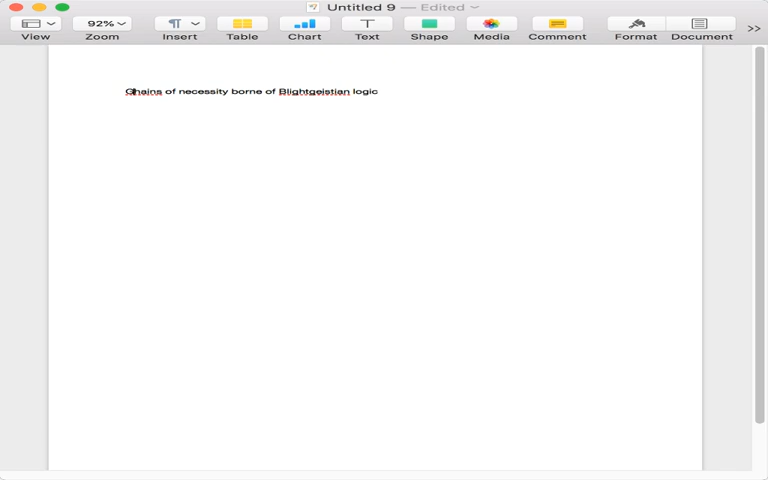 Untitled 9 — Edited
92%
View Zoom Insert Table Chart Text Shape Media Comment Format Document
Ghains of necessity borne of Blightgeistian logic